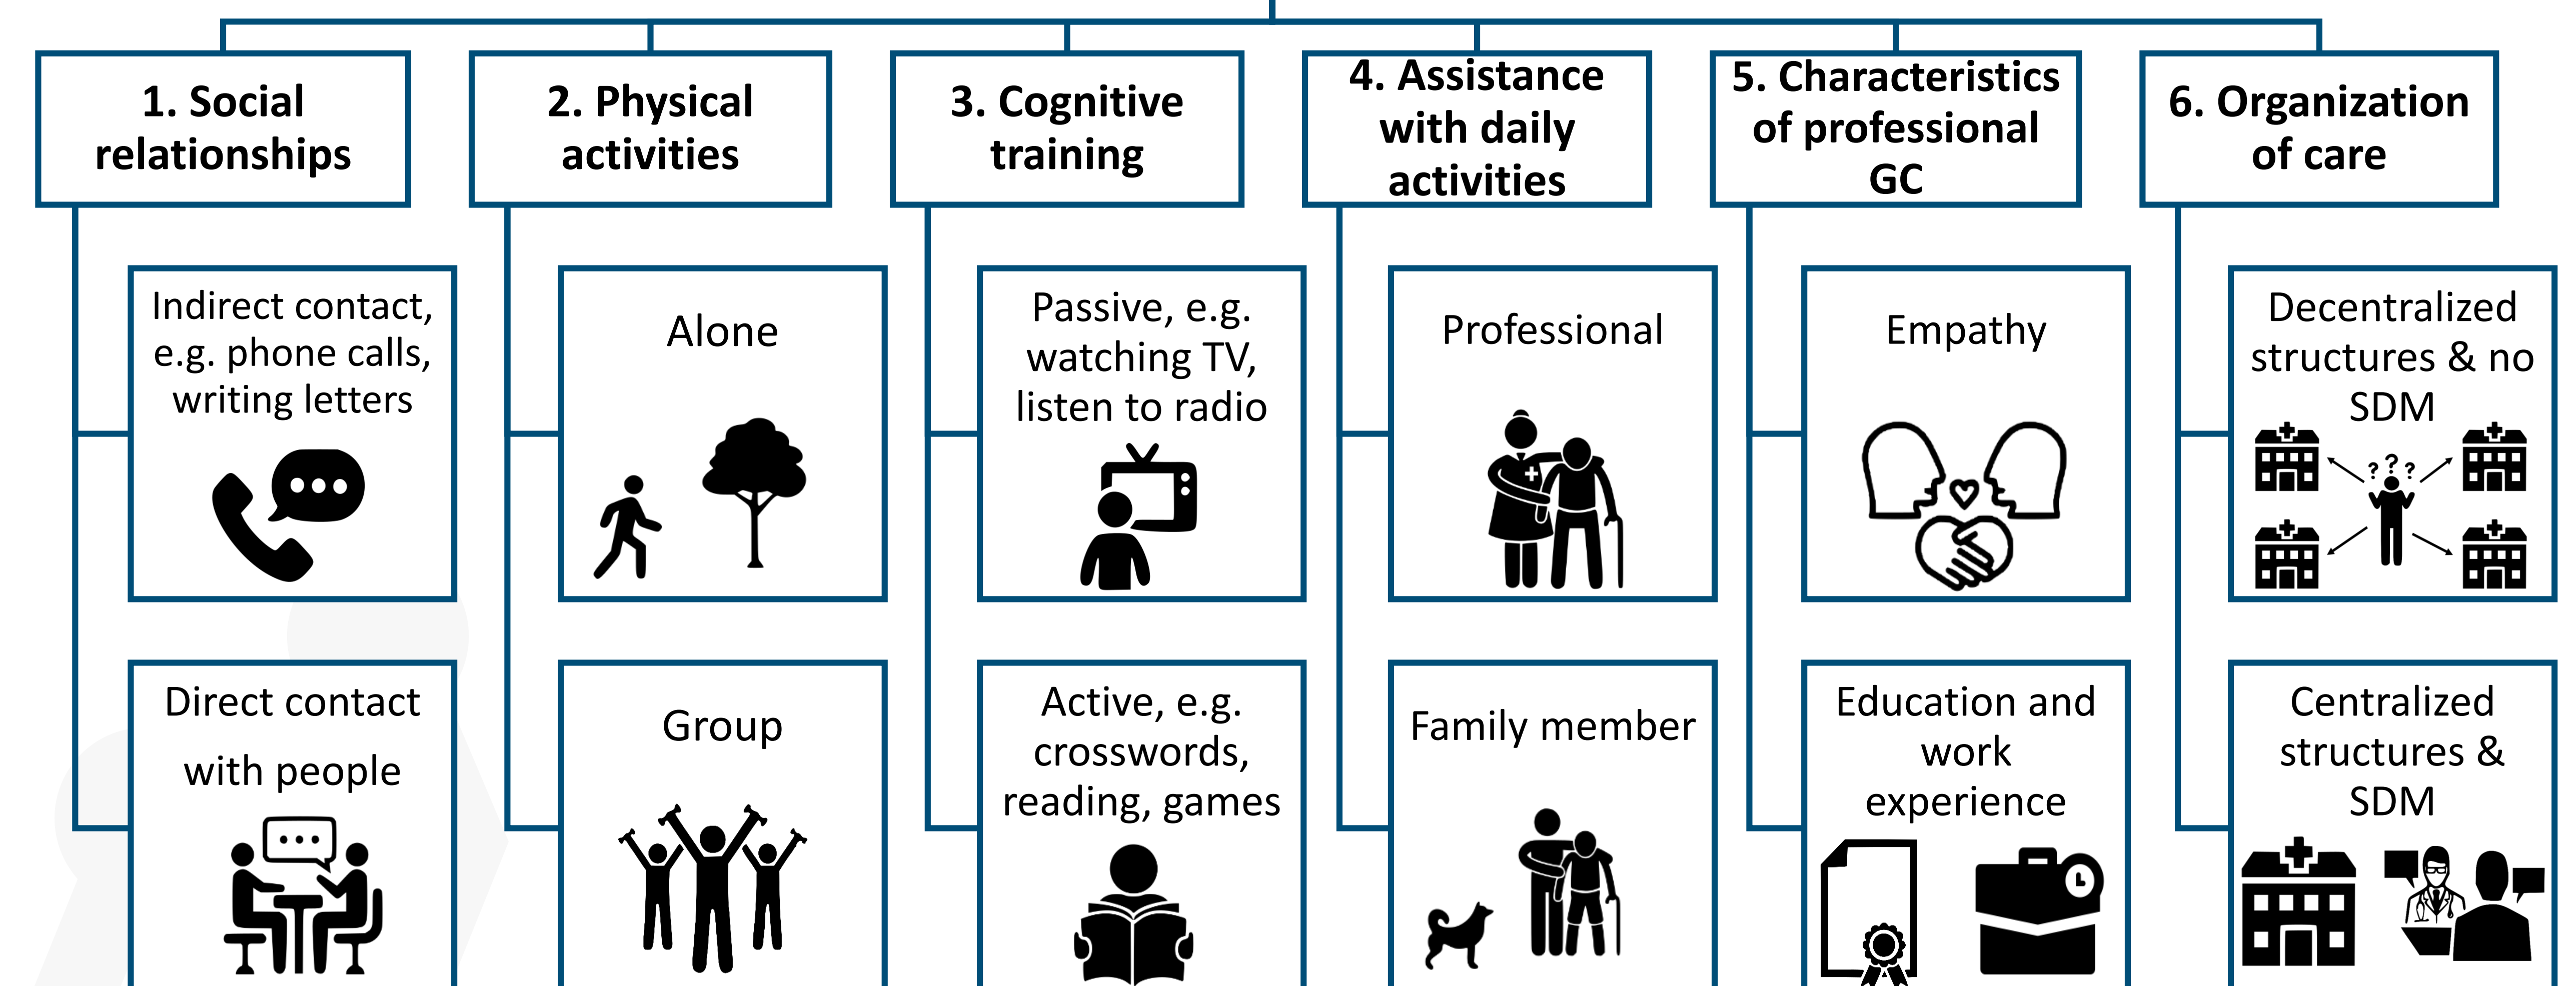 1. Social
relationships
2. Physical
activities
3. Cognitive
training
4. Assistance
with daily
activities
5. Characteristics
of professional
GC
6. Organization
of care
Indirect contact,
e.g. phone calls,
writing letters
Alone
Passive, e.g.
watching TV,
listen to radio
Professional
Empathy
Decentralized
structures & no
SDM
? ? ?
Direct contact
with people
Group
Active, e.g.
crosswords,
reading, games
Family member
Education and
work
experience
Centralized
structures &
SDM